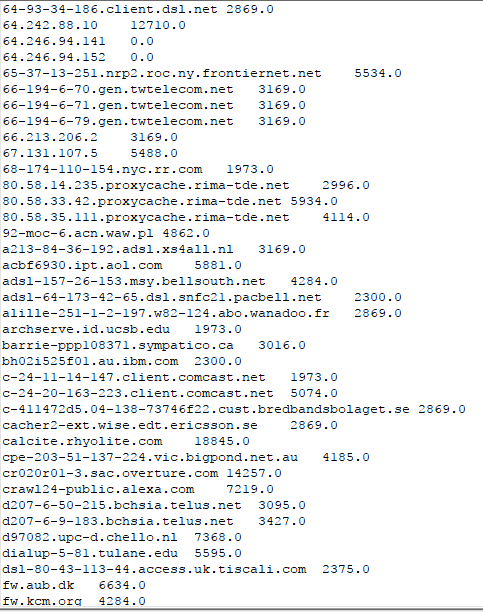 64-93-34-186.client.dsl.net 2869.0
64.242.88.10 12710.0
64.246.94.141 0.0
64.246.94.152 0.0
65-37-13-251.nrp2.roc.ny.frontiernet.net 5534.0
66-194-6-70.gen.twtelecom.net 3169.0
66-194-6-71.gen.twtelecom.net 3169.0
66-194-6-79.gen.twtelecom.net 3169.0
66.213.206.2 3169.0
67.131.107.5 5488.0
68-174-110-154.nyc.rr.com 1973.0
80.58.14.235.proxycache.rima-tde.net 2996.0
80.58.33.42.proxycache.rima-tde.net 5934.0
80.58.35.111.proxycache.rima-tde.net 4114.0
92-moc-6.acn.waw.pl 4862.0
a213-84-36-192.adsl.xs4all.nl 3169.0
acbf6930.ipt.aol.com 5881.0
adsl-157-26-153.msy.bellsouth.net 4284.0
adsl-64-173-42-65.dsl.snfc21.pacbell.net 2300.0
alille-251-1-2-197.w82-124.abo.wanadoo.fr 2869.0
archserve.id.ucsb.edu 1973.0
barrie-ppp108371.sympatico.ca 3016.0
bh02i525f01.au.ibm.com 2300.0
c-24-11-14-147.client.comcast.net 1973.0
c-24-20-163-223.client.comcast.net 5074.0
c-411472d5.04-138-73746f22.cust.bredbandsbolaget.se 2869.0
cacher2-ext.wise.edt.ericsson.se 2869.0
calcite.rhyolite.com 18845.0
cpe-203-51-137-224.vic.bigpond.net.au 4185.0
cr020r01-3.sac.overture.com 14257.0
crawl24-public.alexa.com 7219.0
d207-6-50-215.bchsia.telus.net 3095.0
d207-6-9-183.bchsia.telus.net 3427.0
d97082.upc-d.chello.nl 7368.0
dialup-5-81.tulane.edu 5595.0
dsl-80-43-113-44.access.uk.tiscali.com 2375.0
fw.aub.dk 6634.0
fw.kcm.org 4284.0